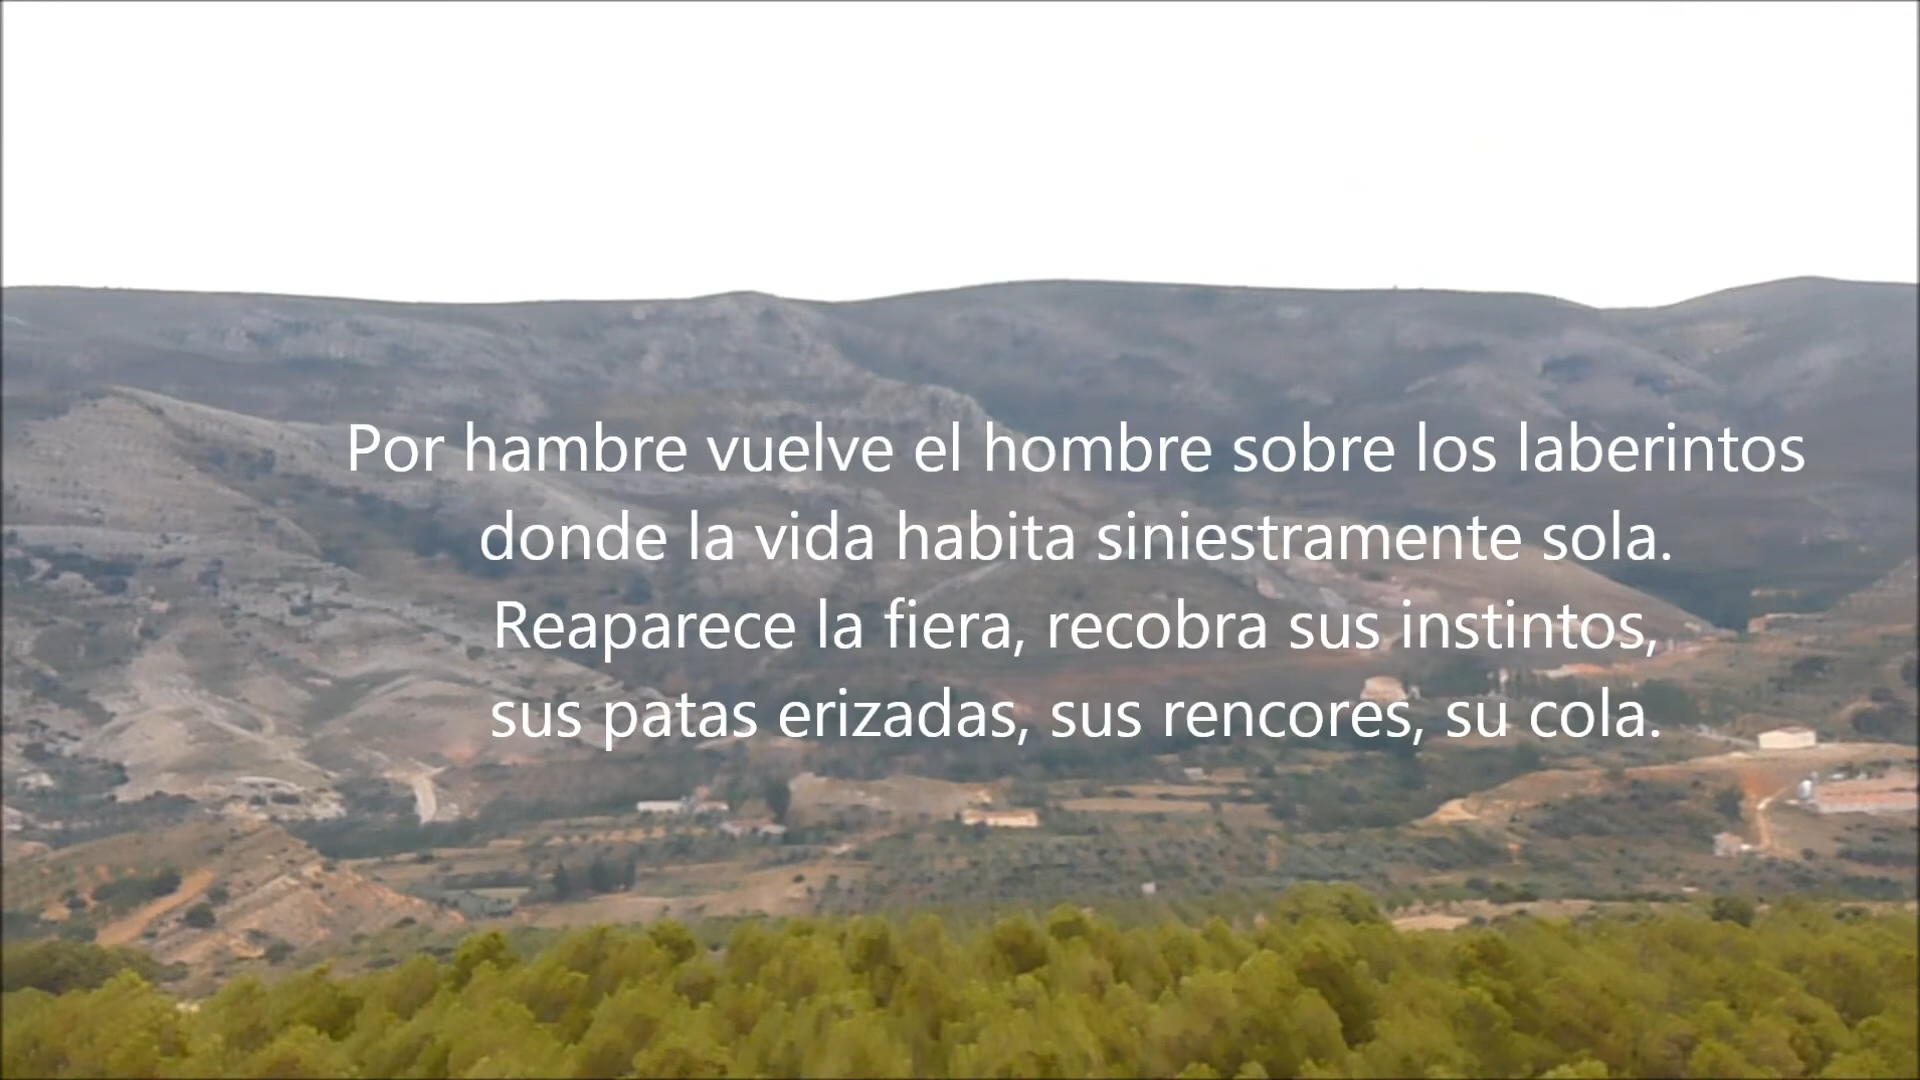 Por hambre vuelve el hombre sobre los laberintos
donde la vida habita siniestramente sola.
Reaparece la fiera, recobra sus instintos,
sus patas erizadas, sus rencores, su cola.